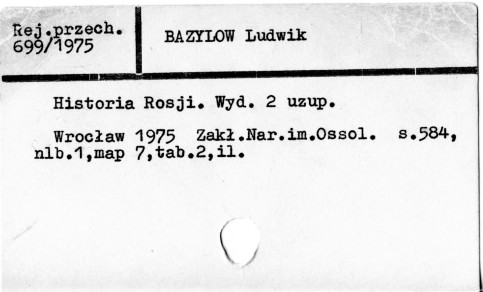 Rej.przech.
699/1975
BAZYLOW Ludwik
Historia Rosji. Wyd. 2 uzup.
Wrocław 1975 Zakł.Nar.im.Ossol. s.584,
nlb.1,map 7,tab.2,il.